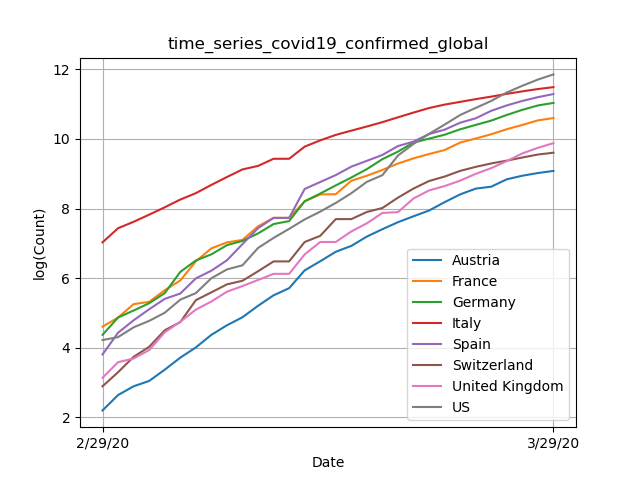 time_series_covid19_confirmed_global
12
10
8
6
4
2
log(Count)
2/29/20
3/29/20
Date
Austria
France
Germany
Italy
Spain
Switzerland
United Kingdom
US